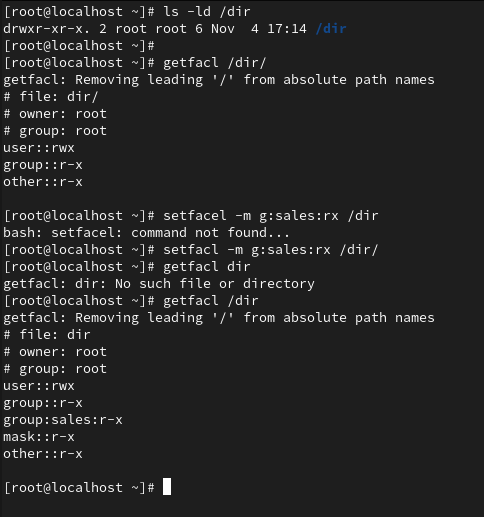 [root@localhost ~]# ls -ld /dir
drwxr-xr-x. 2 root root 6 Nov  4 17:14 /dir
[root@localhost ~]#
[root@localhost ~]# getfacl /dir/
getfacl: Removing leading '/' from absolute path names
# file: dir/
# owner: root
# group: root
user::rwx
group::r-x
other::r-x

[root@localhost ~]# setfacel -m g:sales:rx /dir
bash: setfacel: command not found...
[root@localhost ~]# setfacl -m g:sales:rx /dir/
[root@localhost ~]# getfacl dir
getfacl: dir: No such file or directory
[root@localhost ~]# getfacl /dir
getfacl: Removing leading '/' from absolute path names
# file: dir
# owner: root
# group: root
user::rwx
group::r-x
group:sales:r-x
mask::r-x
other::r-x

[root@localhost ~]#